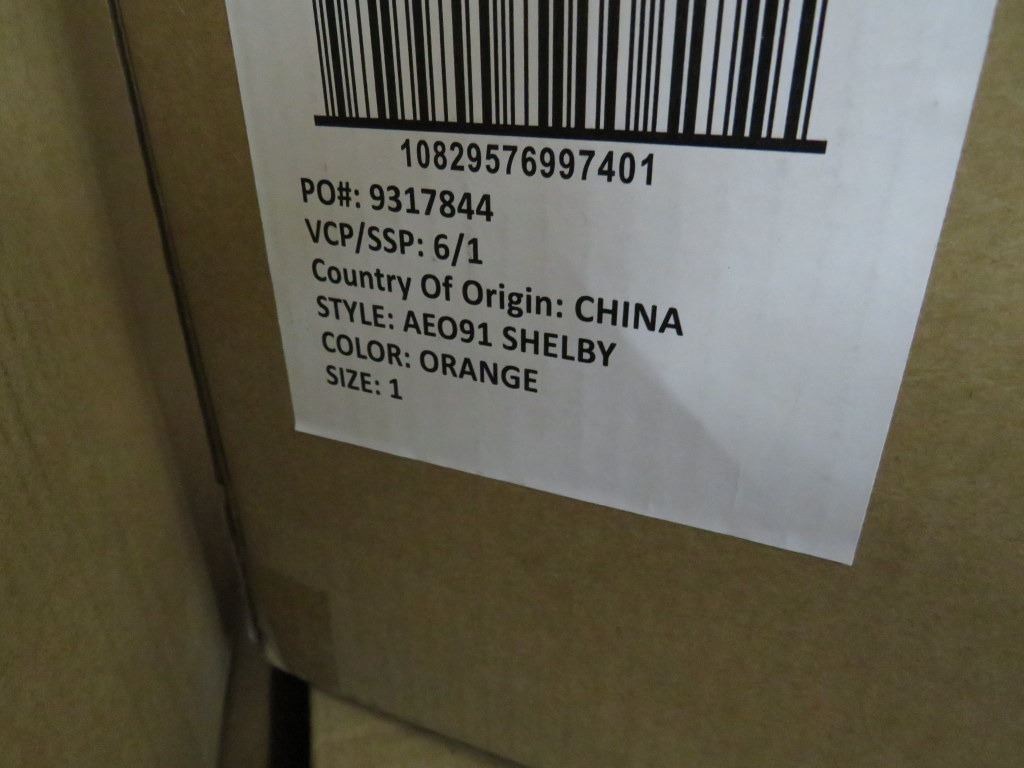 10829576997401
PO#: 9317844
VCP/SSP: 6/1
Country Of Origin: CHINA
STYLE: AEO91 SHELBY
COLOR: ORANGE
SIZE: 1